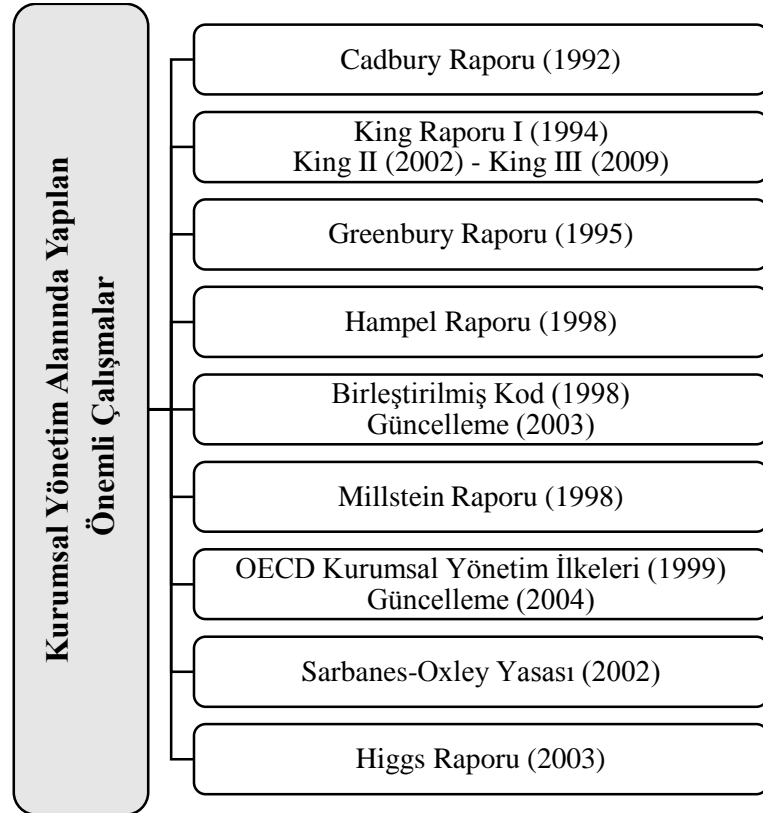 Kurumsal Yönetim Alanında Yapılan
Önemli Çalışmalar
Cadbury Raporu (1992)
King Raporu I (1994)
King II (2002) - King III (2009)
Greenbury Raporu (1995)
Hampel Raporu (1998)
Birleştirilmiş Kod (1998)
Güncelleme (2003)
Millstein Raporu (1998)
OECD Kurumsal Yönetim İlkeleri (1999)
Güncelleme (2004)
Sarbanes-Oxley Yasası (2002)
Higgs Raporu (2003)